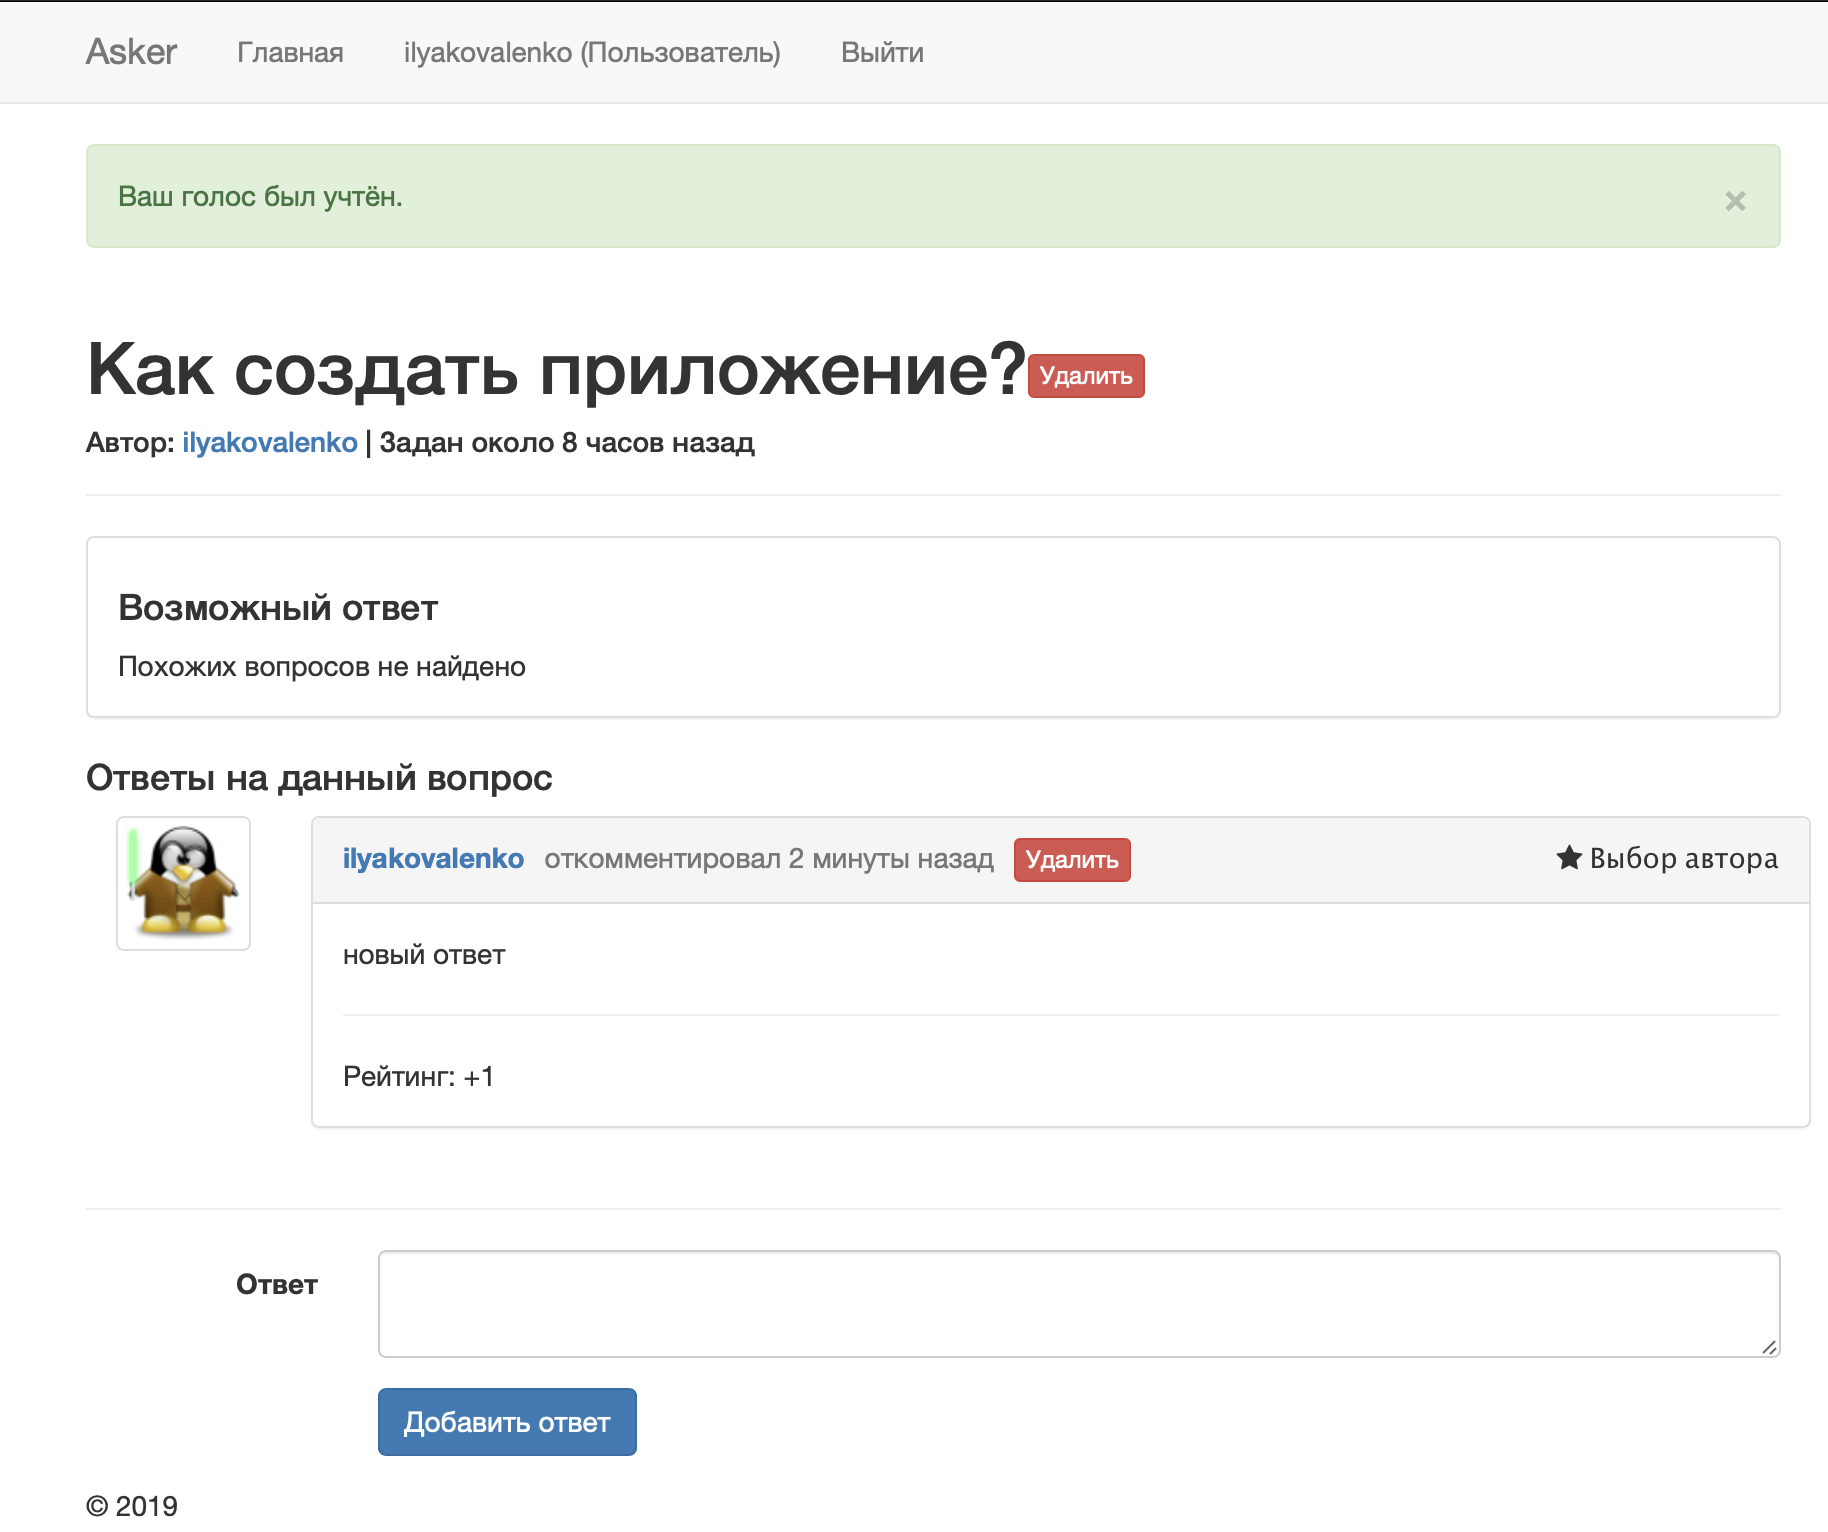 Asker Главная ilyakovalenko (Пользователь) Выйти
Ваш голос был учтён. ×
Как создать приложение? Удалить
Автор: ilyakovalenko | Задан около 8 часов назад
Возможный ответ
Похожих вопросов не найдено
Ответы на данный вопрос
ilyakovalenko откомментировал 2 минуты назад Удалить ★ Выбор автора
новый ответ
Рейтинг: +1
Ответ
Добавить ответ
© 2019